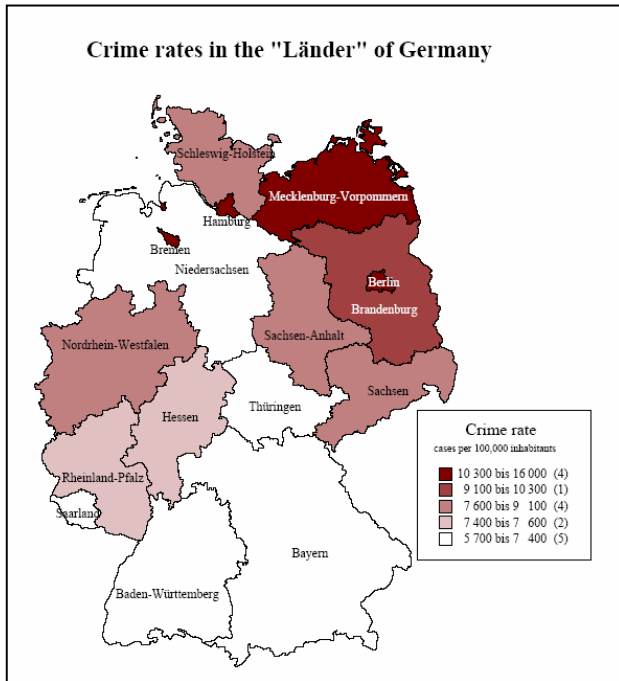 Crime rates in the "Länder" of Germany
Schleswig-Holstein
Mecklenburg-Vorpommern
Hamburg
Bremen
Niedersachsen
Berlin
Brandenburg
Sachsen-Anhalt
Nordrhein-Westfalen
Sachsen
Hessen
Thüringen
Rheinland-Pfalz
Saarland
Bayern
Baden-Württemberg
Crime rate
cases per 100,000 inhabitants
10 300 bis 16 000 (4)
9 100 bis 10 300 (1)
7 600 bis 9 100 (4)
7 400 bis 7 600 (2)
5 700 bis 7 400 (5)